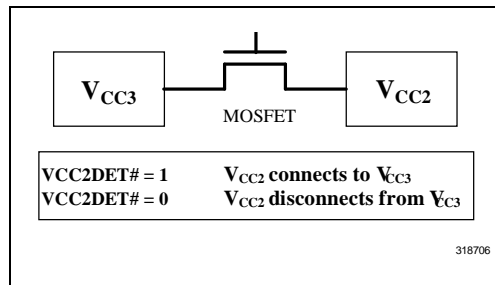 VCC3 VCC2
MOSFET
VCC2DET# = 1 VCC2 connects to VCC3
VCC2DET# = 0 VCC2 disconnects from VCC3
318706